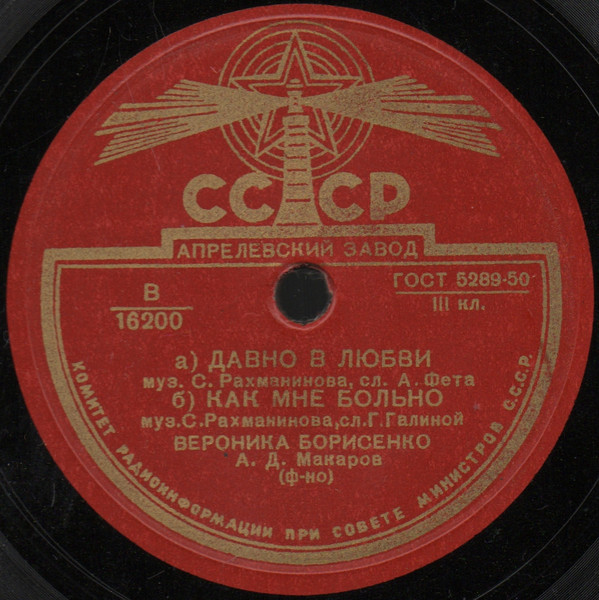 СССР
АПРЕЛЕВСКИЙ ЗАВОД
В
16200
ГОСТ 5289-50
III кл.
а) ДАВНО В ЛЮБВИ
муз. С. Рахманинова, сл. А. Фета
б) КАК МНЕ БОЛЬНО
муз. С. Рахманинова, сл. Г. Галиной
ВЕРОНИКА БОРИСЕНКО
А. Д. Макаров
(ф-но)
КОМИТЕТ РАДИОИНФОРМАЦИИ ПРИ СОВЕТЕ МИНИСТРОВ С.С.С.Р.